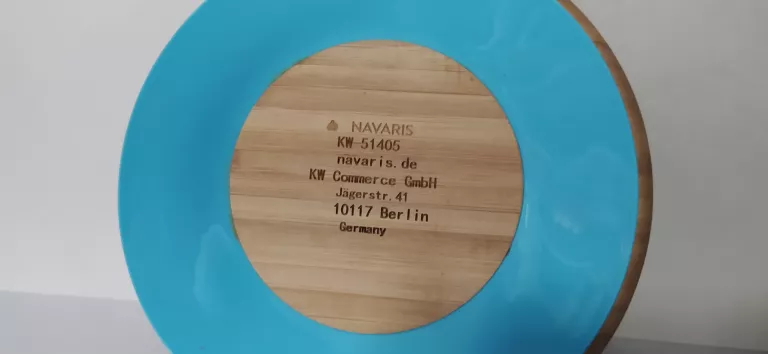 NAVARIS
KW-51405
navaris.de
KW Commerce GmbH
Jägerstr. 41
10117 Berlin
Germany